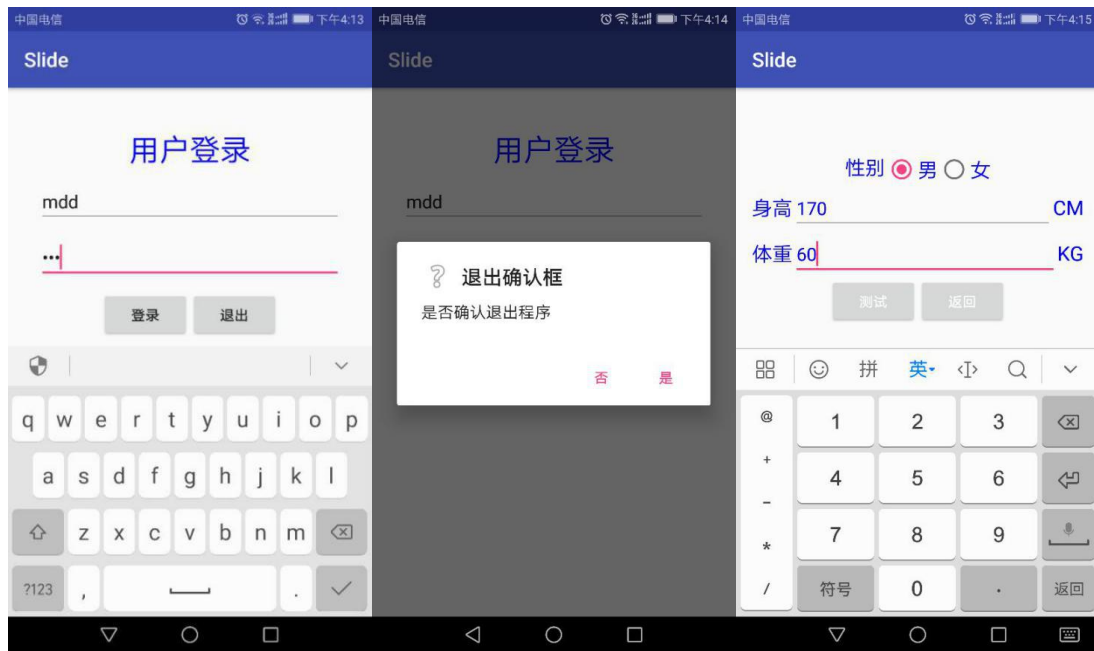 中国电信
下午4:13
Slide
用户登录
mdd
•••
登录 退出
q w e r t y u i o p
a s d f g h j k l
z x c v b n m
?123 , .
中国电信
下午4:14
Slide
用户登录
mdd
退出确认框
是否确认退出程序
否 是
中国电信
下午4:15
Slide
性别 男 女
身高 170 CM
体重 60 KG
测试 返回
拼 英
@ 1 2 3
+ 4 5 6
-
* 7 8 9
/ 符号 0 . 返回